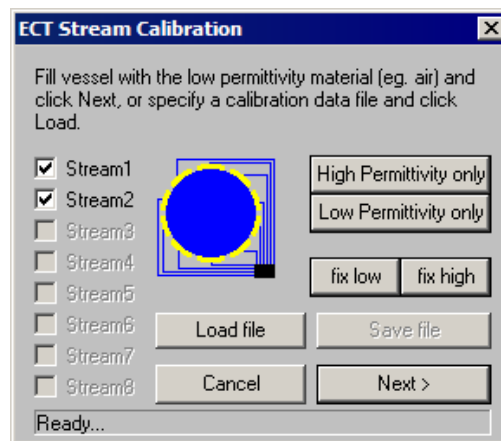 ECT Stream Calibration
Fill vessel with the low permittivity material (eg. air) and
click Next, or specify a calibration data file and click
Load.
Stream1
Stream2
Stream3
Stream4
Stream5
Stream6
Stream7
Stream8
High Permittivity only
Low Permittivity only
fix low
fix high
Load file
Save file
Cancel
Next >
Ready...